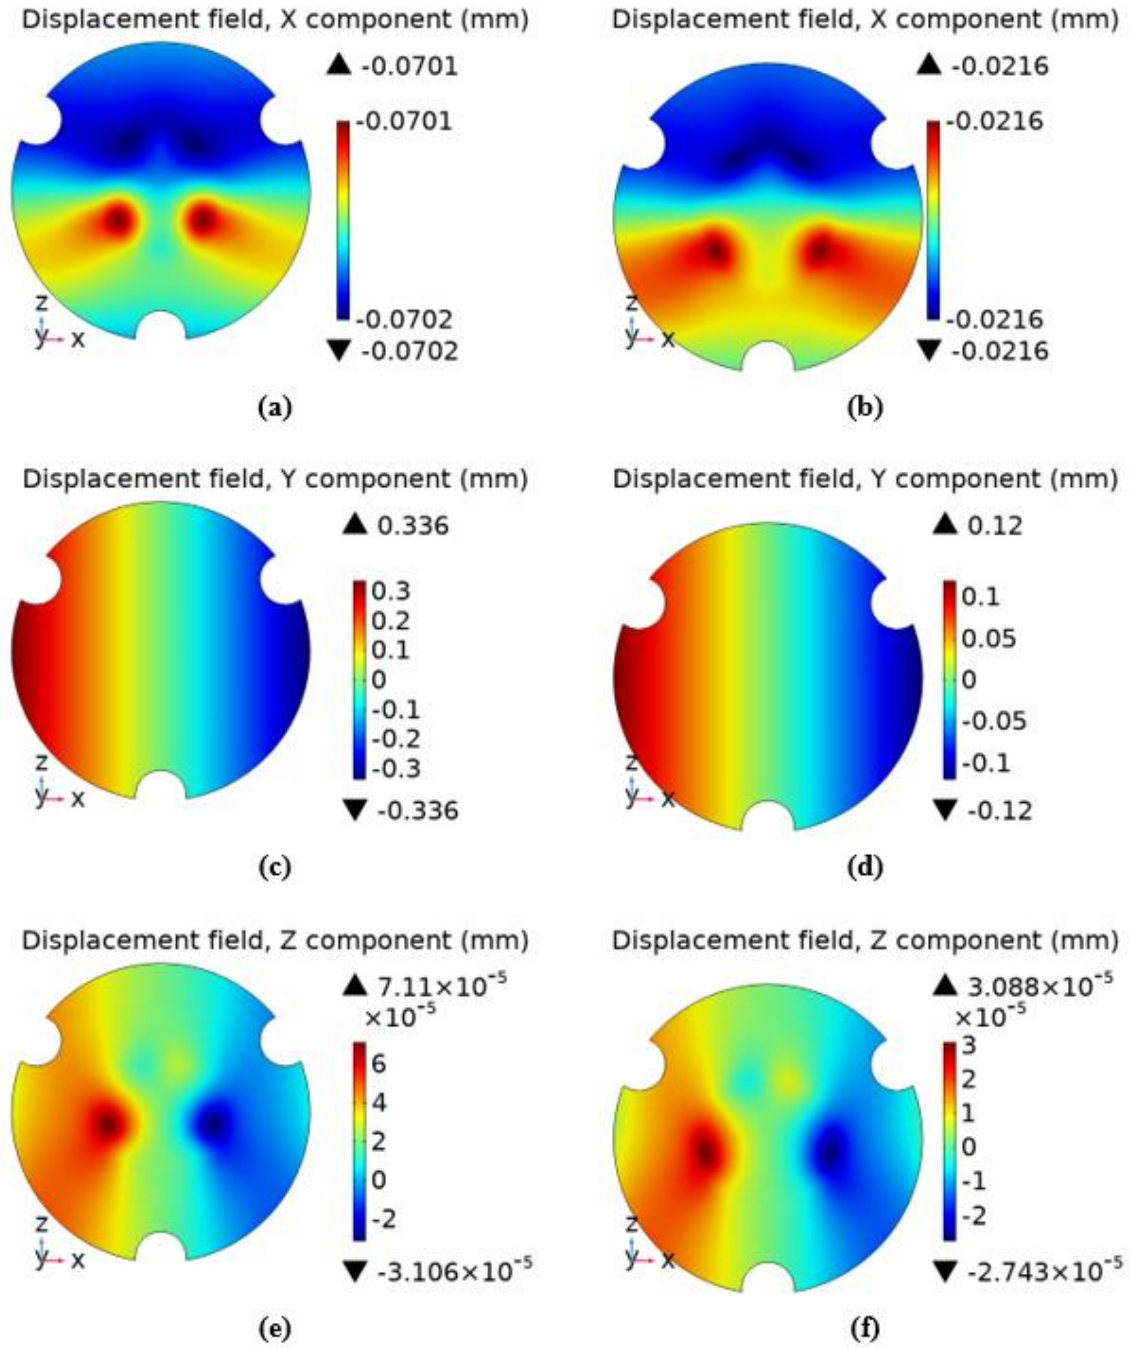 Displacement field, X component (mm)
▲ -0.0701
-0.0701
-0.0702
▼ -0.0702
z
y x
(a)
Displacement field, X component (mm)
▲ -0.0216
-0.0216
-0.0216
▼ -0.0216
z
y x
(b)
Displacement field, Y component (mm)
▲ 0.336
0.3
0.2
0.1
0
-0.1
-0.2
-0.3
▼ -0.336
z
y x
(c)
Displacement field, Y component (mm)
▲ 0.12
0.1
0.05
0
-0.05
-0.1
▼ -0.12
z
y x
(d)
Displacement field, Z component (mm)
▲ 7.11×10⁻⁵
×10⁻⁵
6
4
2
0
-2
▼ -3.106×10⁻⁵
z
y x
(e)
Displacement field, Z component (mm)
▲ 3.088×10⁻⁵
×10⁻⁵
3
2
1
0
-1
-2
▼ -2.743×10⁻⁵
z
y x
(f)